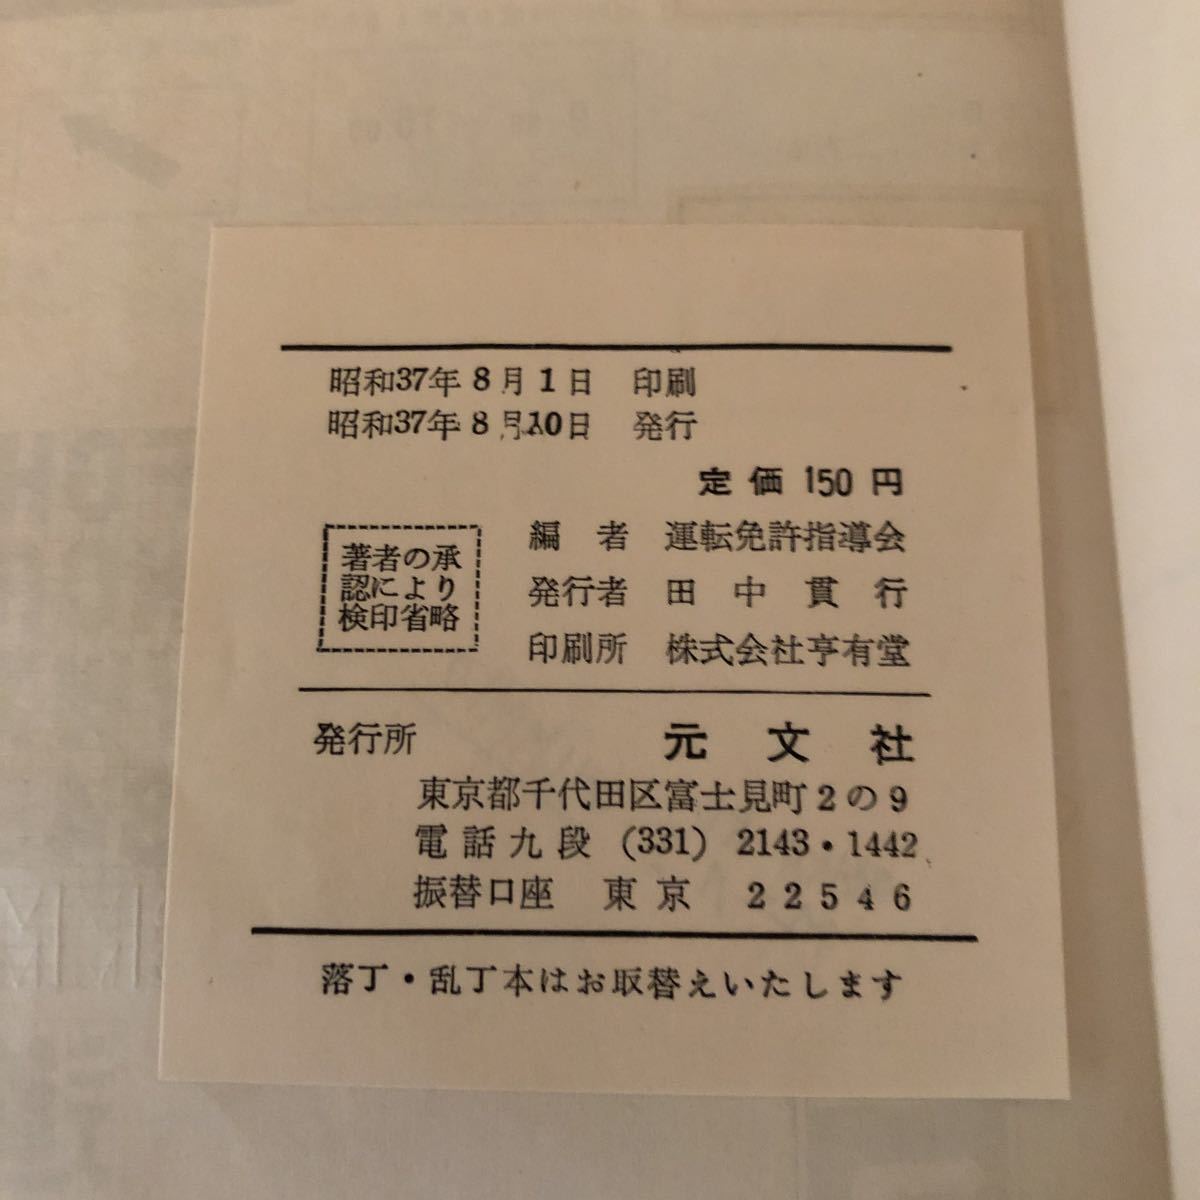 昭和37年8月1日 印刷
昭和37年8月10日 発行
定価 150円
著者の承
認により
検印省略
編者 運転免許指導会
発行者 田中貫行
印刷所 株式会社亨有堂
発行所 元文社
東京都千代田区富士見町2の9
電話九段 (331) 2143・1442
振替口座 東京 22546
落丁・乱丁本はお取替えいたします